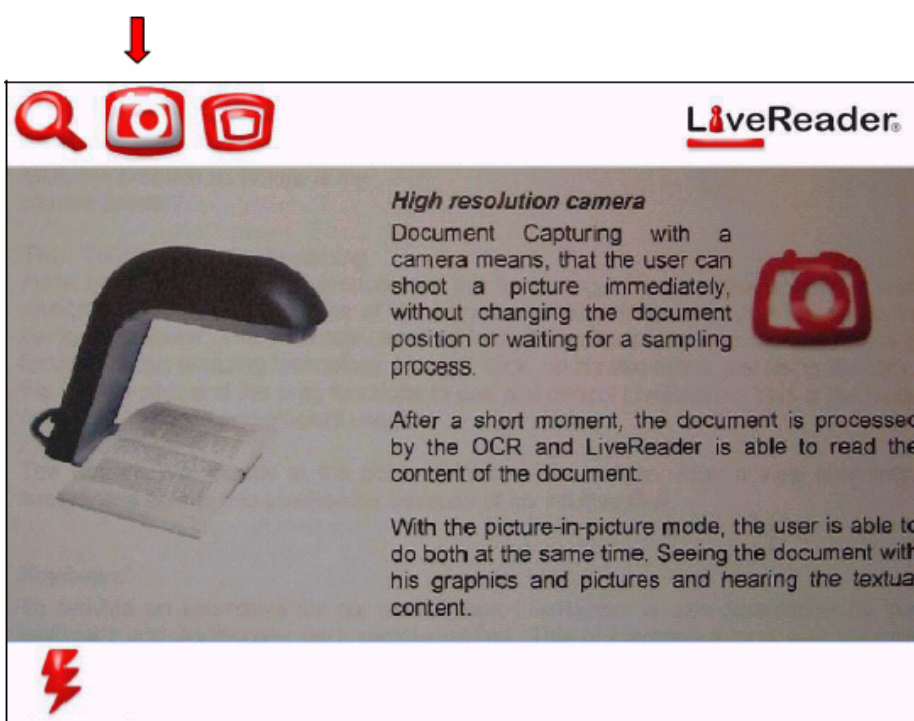 LiveReader®
High resolution camera
Document Capturing with a
camera means, that the user can
shoot a picture immediately,
without changing the document
position or waiting for a sampling
process.
After a short moment, the document is processed
by the OCR and LiveReader is able to read the
content of the document.
With the picture-in-picture mode, the user is able to
do both at the same time. Seeing the document with
his graphics and pictures and hearing the textual
content.